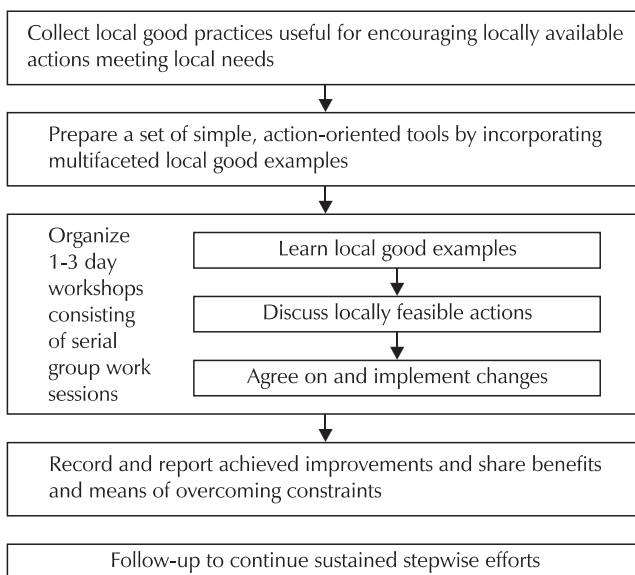 Collect local good practices useful for encouraging locally available
actions meeting local needs
Prepare a set of simple, action-oriented tools by incorporating
multifaceted local good examples
Organize
1-3 day
workshops
consisting
of serial
group work
sessions
Learn local good examples
Discuss locally feasible actions
Agree on and implement changes
Record and report achieved improvements and share benefits
and means of overcoming constraints
Follow-up to continue sustained stepwise efforts